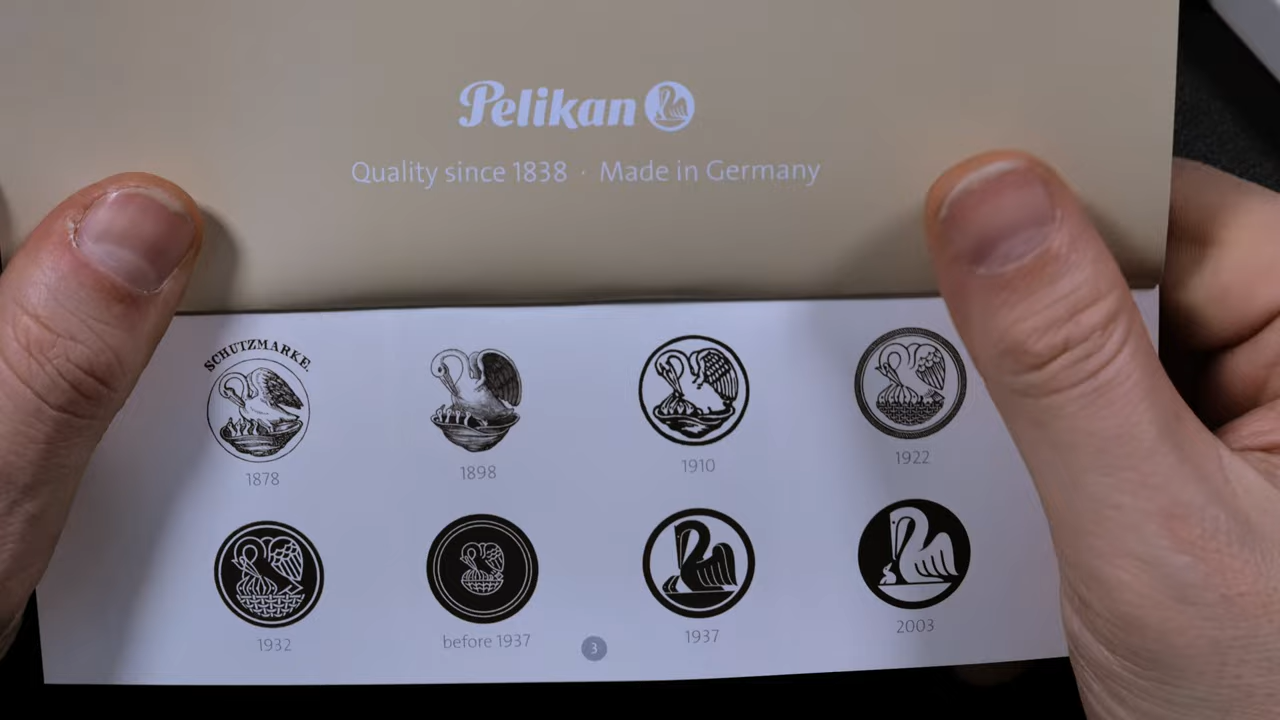 Pelikan
Quality since 1838 · Made in Germany
SCHUTZMARKE.
1878
1898
1910
1922
1932
before 1937
1937
2003
3